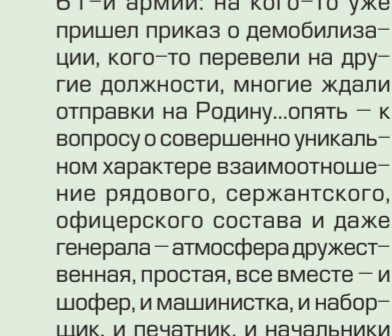 61-й армии: на кого-то уже
пришел приказ о демобилиза-
ции, кого-то перевели на дру-
гие должности, многие ждали
отправки на Родину...опять – к
вопросу о совершенно уникаль-
ном характере взаимоотноше-
ние рядового, сержантского,
офицерского состава и даже
генерала – атмосфера дружест-
венная, простая, все вместе – и
шофер, и машинистка, и набор-
щик, и печатник, и начальники